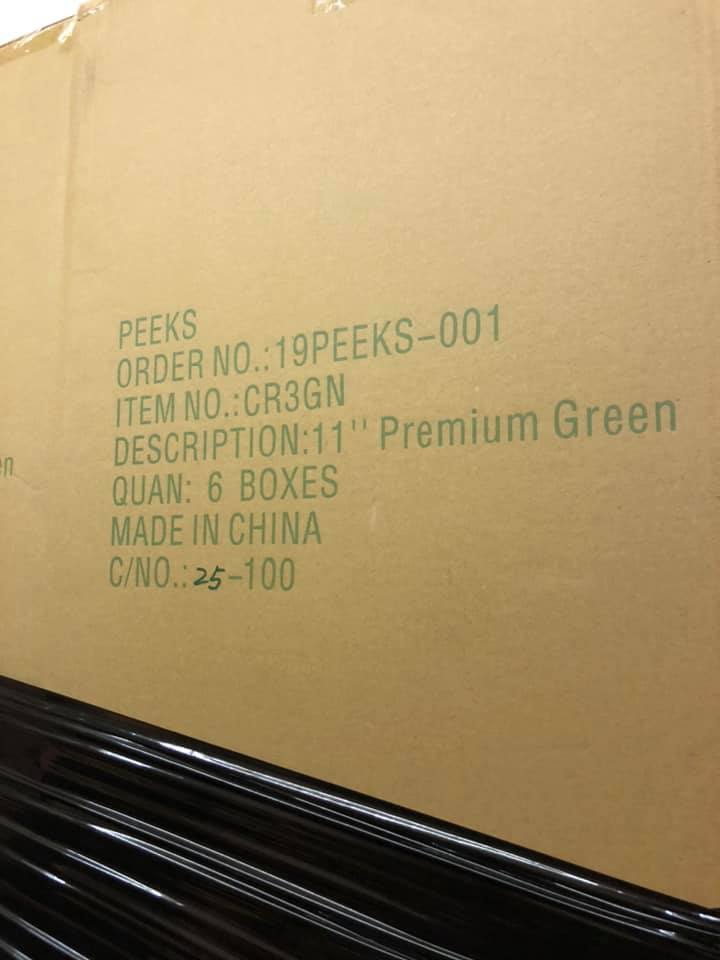 PEEKS
ORDER NO.:19PEEKS-001
ITEM NO.:CR3GN
DESCRIPTION:11'' Premium Green
QUAN: 6 BOXES
MADE IN CHINA
C/NO.:25-100